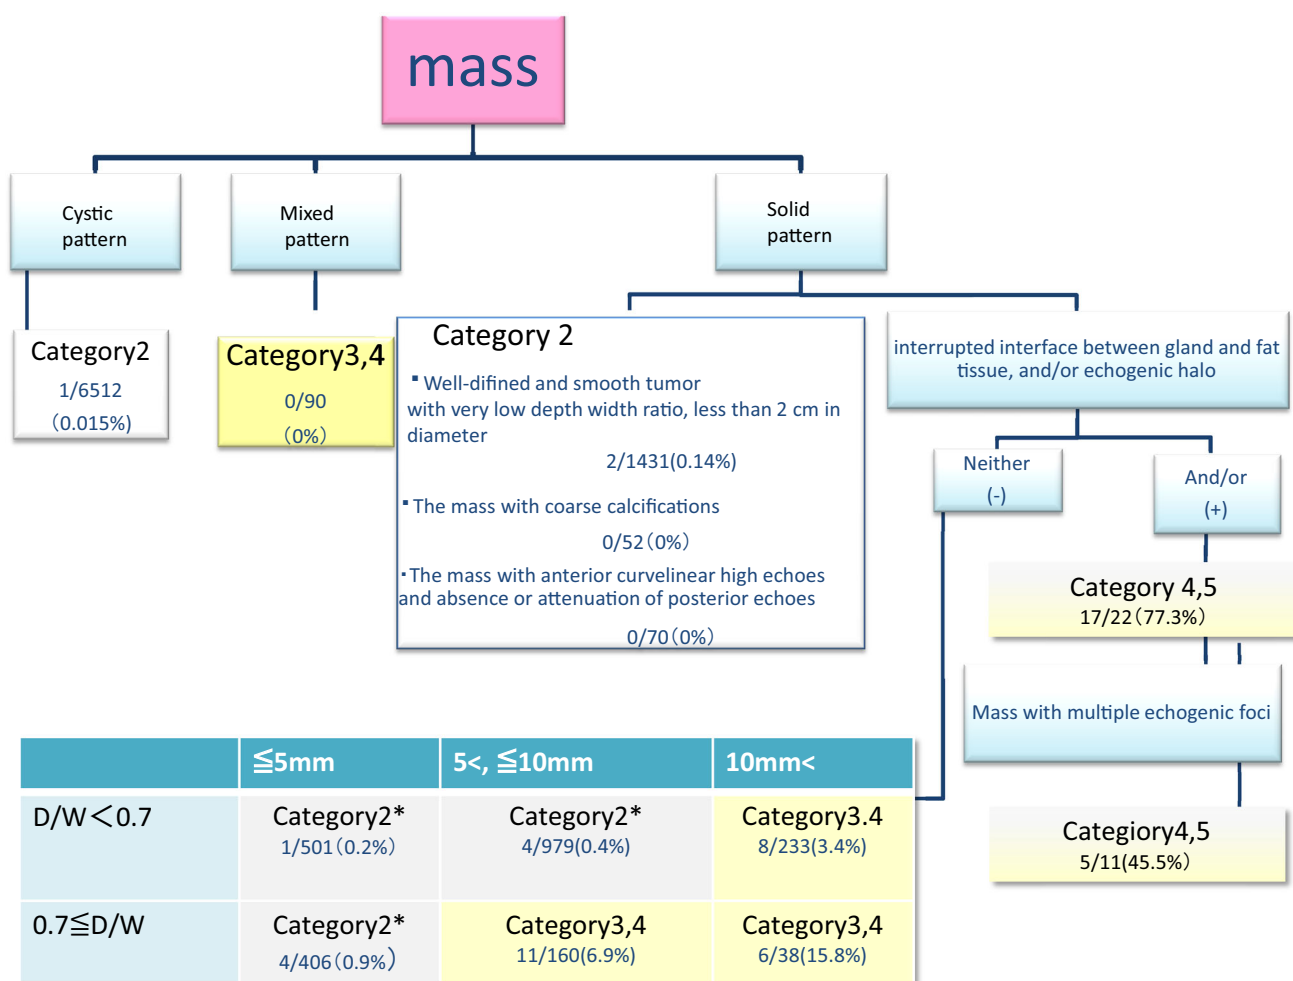 mass
Cystic
pattern
Mixed
pattern
Solid
pattern
Category2
1/6512
(0.015%)
Category3,4
0/90
(0%)
Category 2
▪ Well-difined and smooth tumor
with very low depth width ratio, less than 2 cm in
diameter
2/1431(0.14%)
▪ The mass with coarse calcifications
0/52(0%)
▪ The mass with anterior curvelinear high echoes
and absence or attenuation of posterior echoes
0/70(0%)
interrupted interface between gland and fat
tissue, and/or echogenic halo
Neither
(-)
And/or
(+)
Category 4,5
17/22(77.3%)
Mass with multiple echogenic foci
Categiory4,5
5/11(45.5%)
≦5mm 5<, ≦10mm 10mm<
D/W＜0.7 Category2* Category2* Category3.4
1/501(0.2%) 4/979(0.4%) 8/233(3.4%)
0.7≦D/W Category2* Category3,4 Category3,4
4/406(0.9%) 11/160(6.9%) 6/38(15.8%)